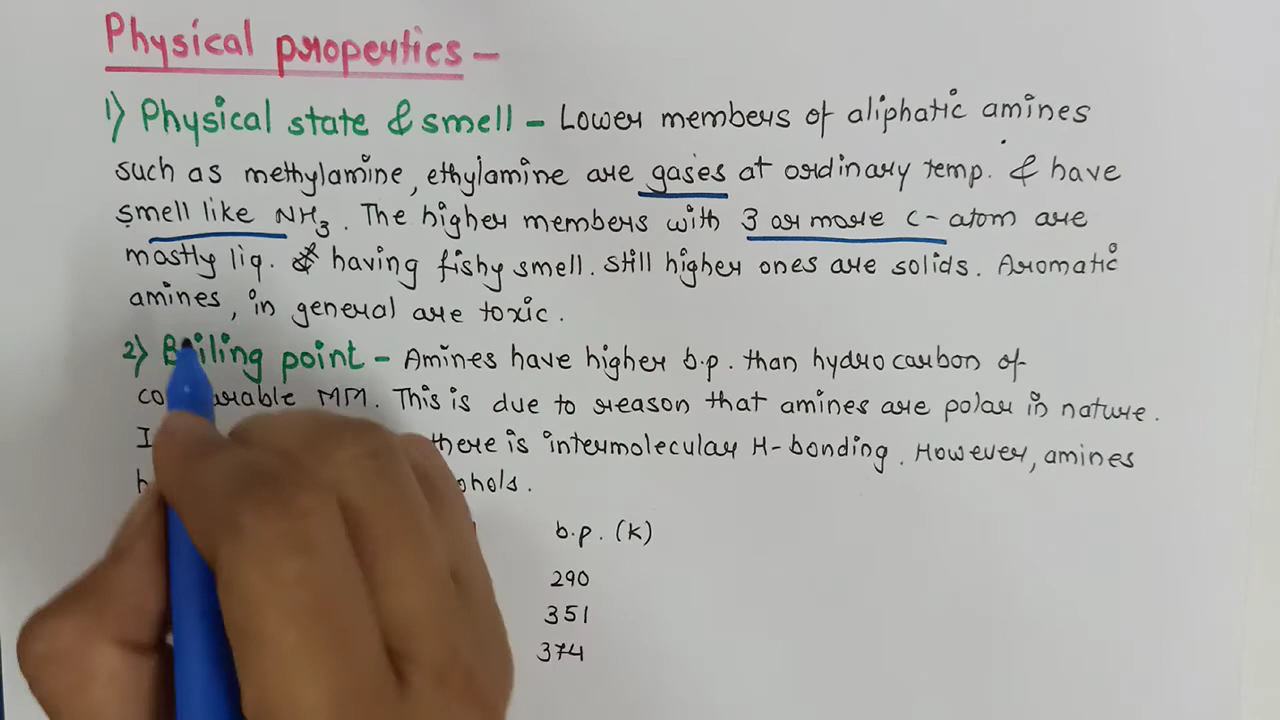 Physical properties -
1) Physical state & smell - Lower members of aliphatic amines
such as methylamine, ethylamine are gases at ordinary temp. & have
smell like NH3. The higher members with 3 or more C-atom are
mostly liq. & having fishy smell. Still higher ones are solids. Aromatic
amines, in general are toxic.
2) Boiling point - Amines have higher b.p. than hydrocarbon of
MM. This is due to reason that amines are polar in nature.
there is intermolecular H-bonding. However, amines
b.p. (K)
290
351
374